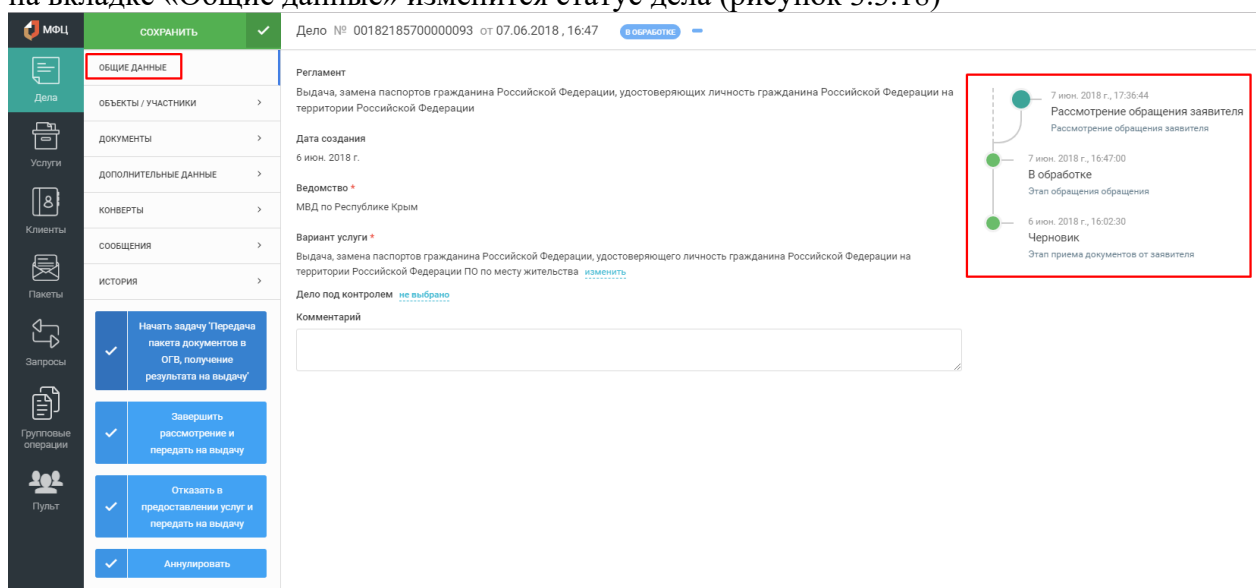 на вкладке «Общие данные» изменится статус дела (рисунок 3.3.18)
МФЦ
СОХРАНИТЬ
Дело № 00182185700000093 от 07.06.2018 , 16:47 В ОБРАБОТКЕ
Дела
Услуги
Клиенты
Пакеты
Запросы
Групповые
операции
Пульт
ОБЩИЕ ДАННЫЕ
ОБЪЕКТЫ / УЧАСТНИКИ
ДОКУМЕНТЫ
ДОПОЛНИТЕЛЬНЫЕ ДАННЫЕ
КОНВЕРТЫ
СООБЩЕНИЯ
ИСТОРИЯ
Начать задачу 'Передача
пакета документов в
ОГВ, получение
результата на выдачу'
Завершить
рассмотрение и
передать на выдачу
Отказать в
предоставлении услуг и
передать на выдачу
Аннулировать
Регламент
Выдача, замена паспортов гражданина Российской Федерации, удостоверяющих личность гражданина Российской Федерации на
территории Российской Федерации
Дата создания
6 июн. 2018 г.
Ведомство *
МВД по Республике Крым
Вариант услуги *
Выдача, замена паспортов гражданина Российской Федерации, удостоверяющего личность гражданина Российской Федерации на
территории Российской Федерации ПО по месту жительства изменить
Дело под контролем не выбрано
Комментарий
7 июн. 2018 г., 17:36:44
Рассмотрение обращения заявителя
Рассмотрение обращения заявителя
7 июн. 2018 г., 16:47:00
В обработке
Этап обращения обращения
6 июн. 2018 г., 16:02:30
Черновик
Этап приема документов от заявителя